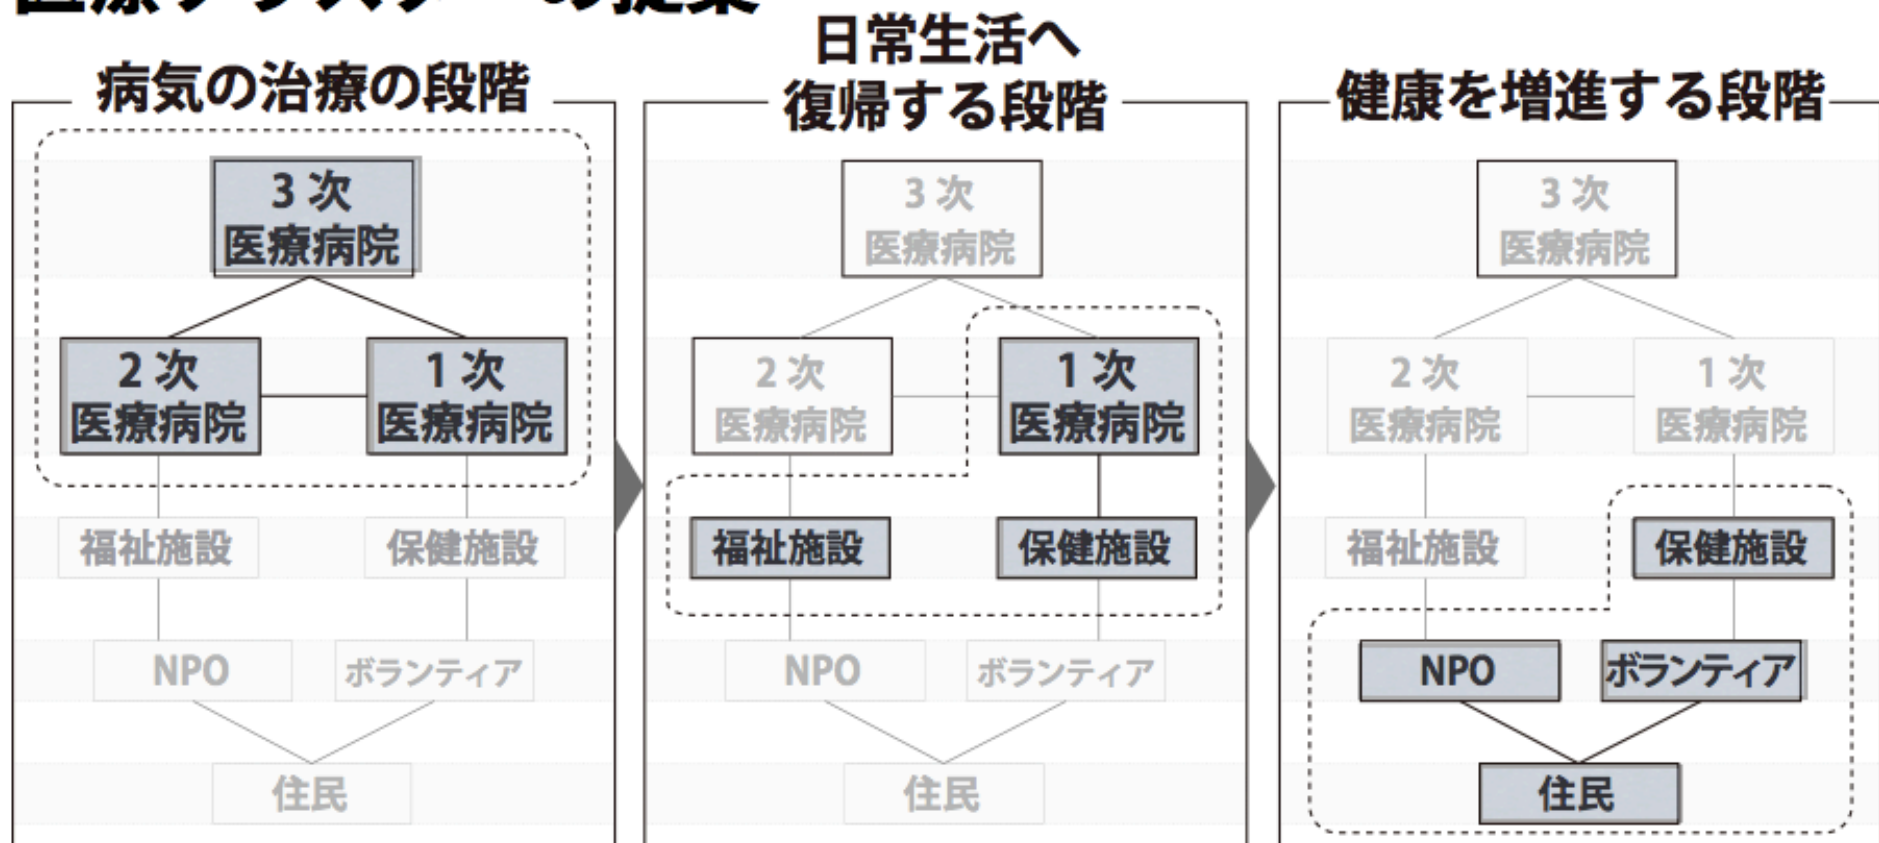 病気の治療の段階
3 次
医療病院
2 次
医療病院
1 次
医療病院
福祉施設
保健施設
NPO
ボランティア
住民
日常生活へ
復帰する段階
3 次
医療病院
2 次
医療病院
1 次
医療病院
福祉施設
保健施設
NPO
ボランティア
住民
健康を増進する段階
3 次
医療病院
2 次
医療病院
1 次
医療病院
福祉施設
保健施設
NPO
ボランティア
住民